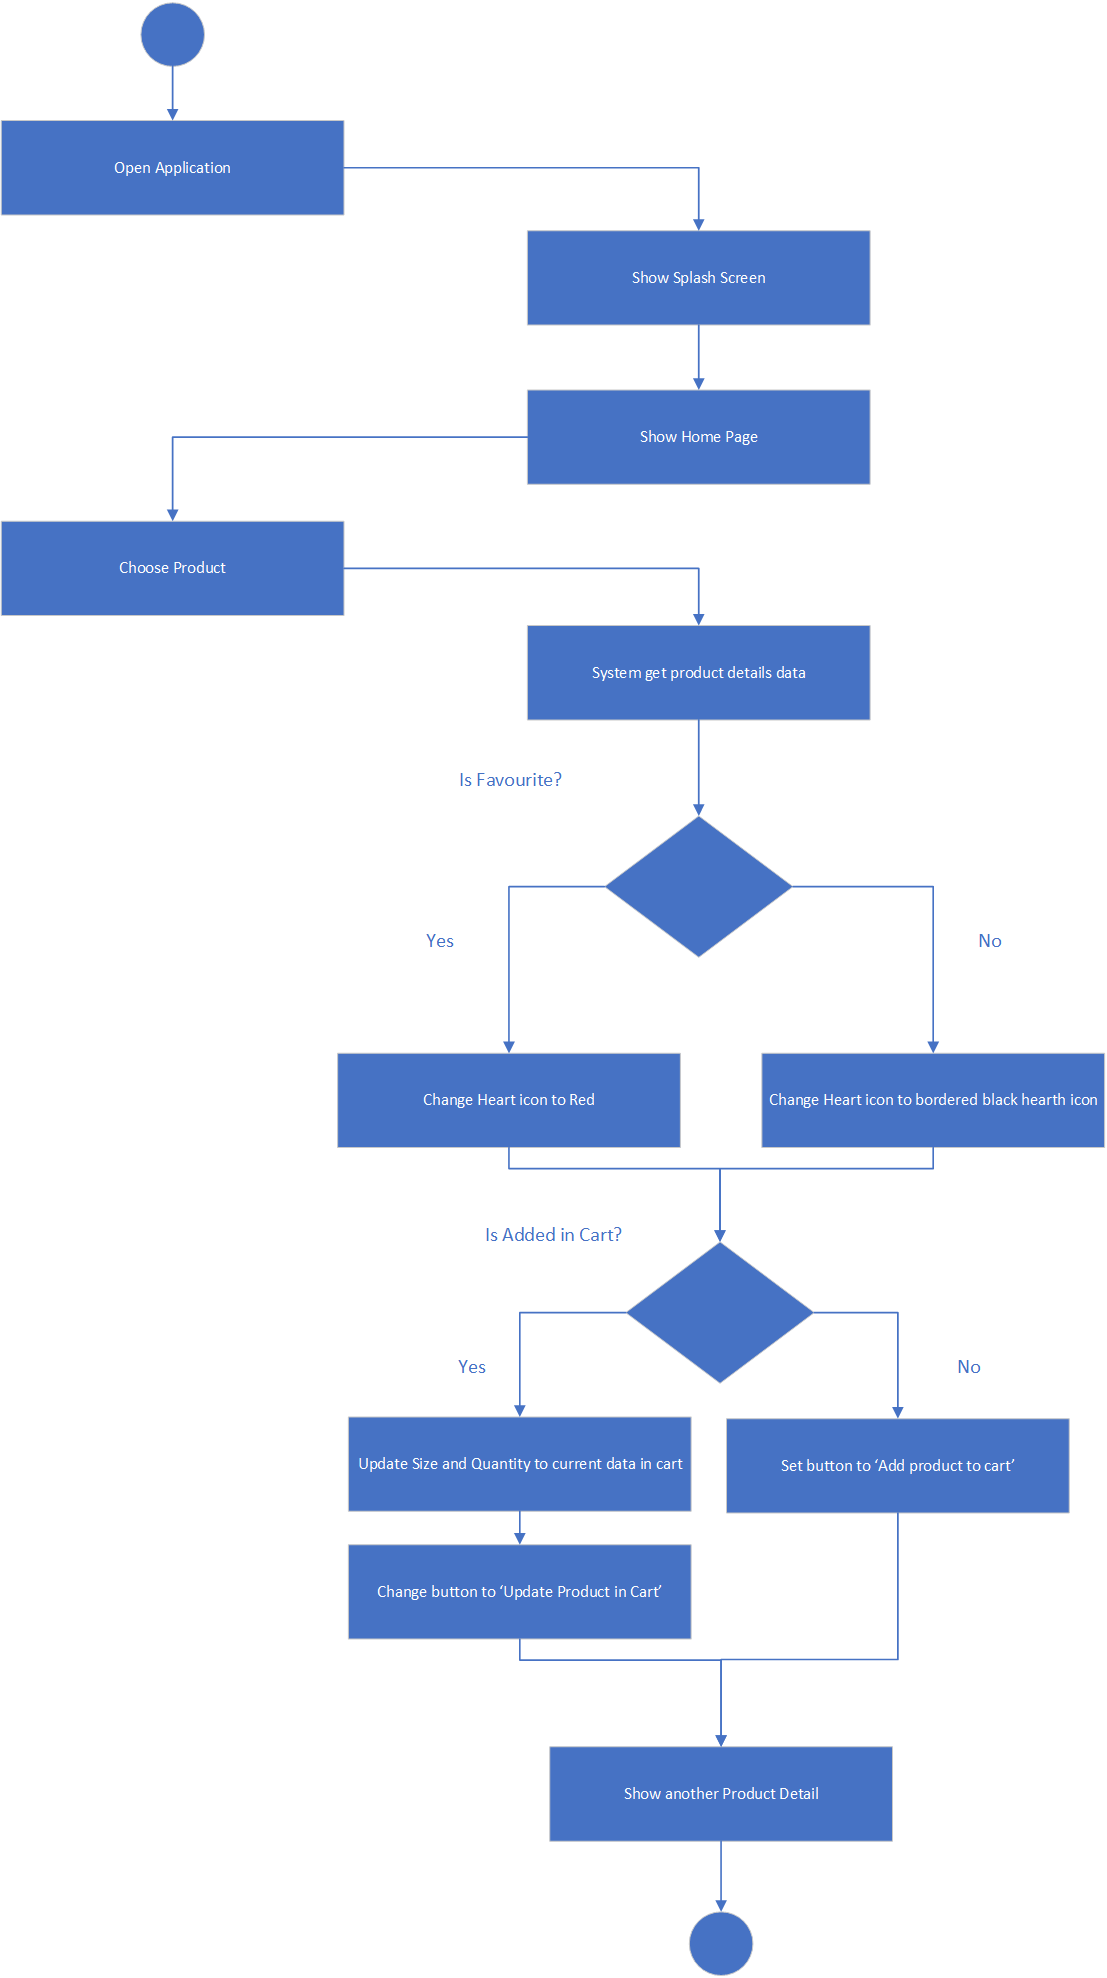 Open Application
Show Splash Screen
Show Home Page
Choose Product
System get product details data
Is Favourite?
Yes
No
Change Heart icon to Red
Change Heart icon to bordered black hearth icon
Is Added in Cart?
Yes
No
Update Size and Quantity to current data in cart
Set button to ‘Add product to cart’
Change button to ‘Update Product in Cart’
Show another Product Detail